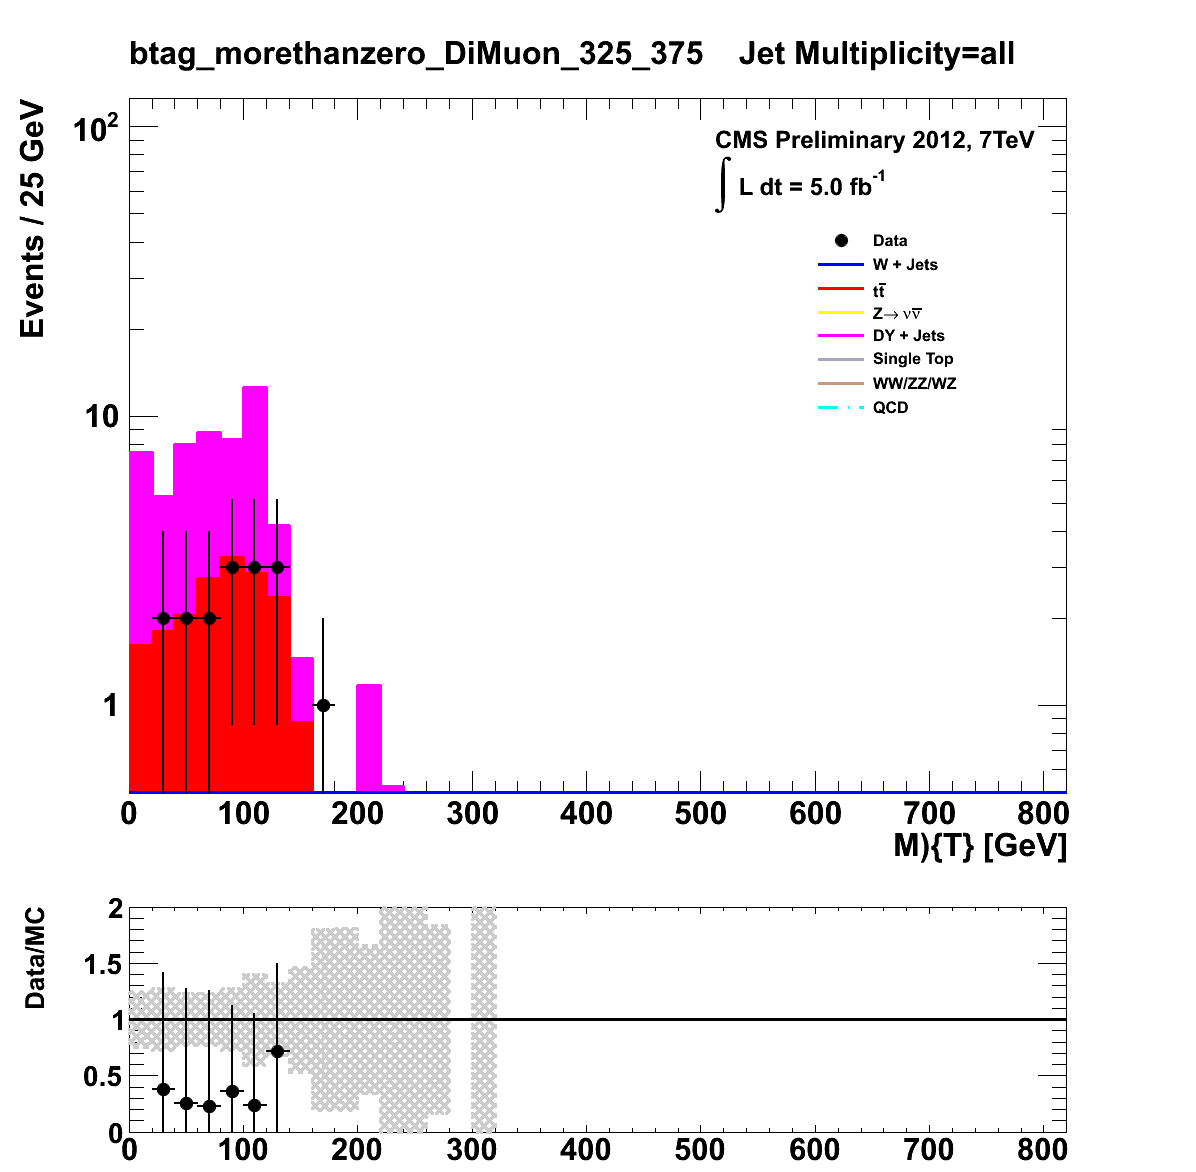 btag_morethanzero_DiMuon_325_375 Jet Multiplicity=all
Events / 25 GeV
10²
10
1
CMS Preliminary 2012, 7TeV
∫ L dt = 5.0 fb⁻¹
Data
W + Jets
tt̅
Z→ νν̅
DY + Jets
Single Top
WW/ZZ/WZ
QCD
0 100 200 300 400 500 600 700 800
M){T} [GeV]
Data/MC
2
1.5
1
0.5
0
0 100 200 300 400 500 600 700 800